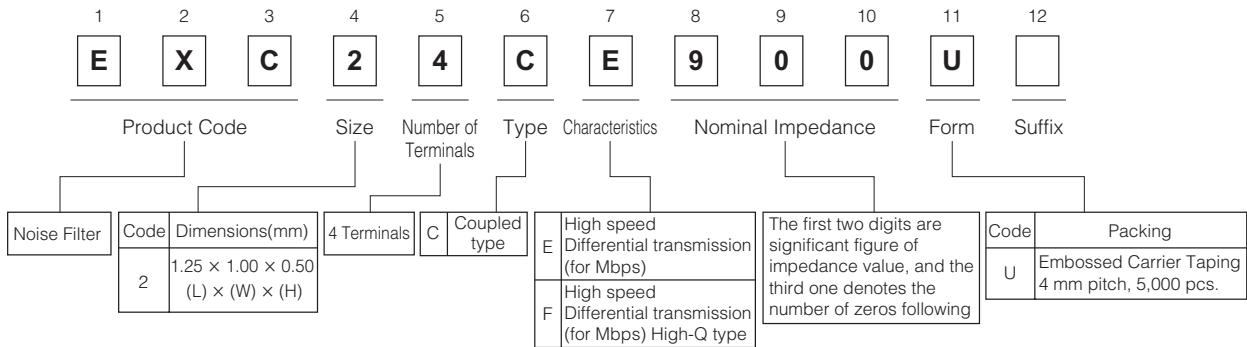 1 2 3 4 5 6 7 8 9 10 11 12
E X C 2 4 C E 9 0 0 U
Product Code Size Number of Terminals Type Characteristics Nominal Impedance Form Suffix
Noise Filter
Code Dimensions(mm)
2 1.25 × 1.00 × 0.50
(L) × (W) × (H)
4 Terminals
C Coupled
type
E High speed
Differential transmission
(for Mbps)
F High speed
Differential transmission
(for Mbps) High-Q type
The first two digits are
significant figure of
impedance value, and the
third one denotes the
number of zeros following
Code Packing
U Embossed Carrier Taping
4 mm pitch, 5,000 pcs.